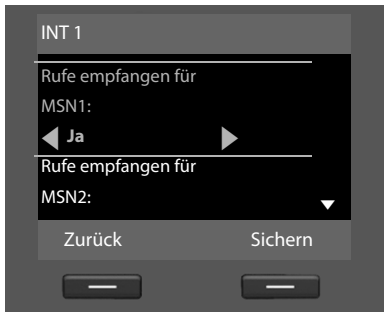 INT 1
Rufe empfangen für
MSN1:
Ja
Rufe empfangen für
MSN2:
Zurück Sichern